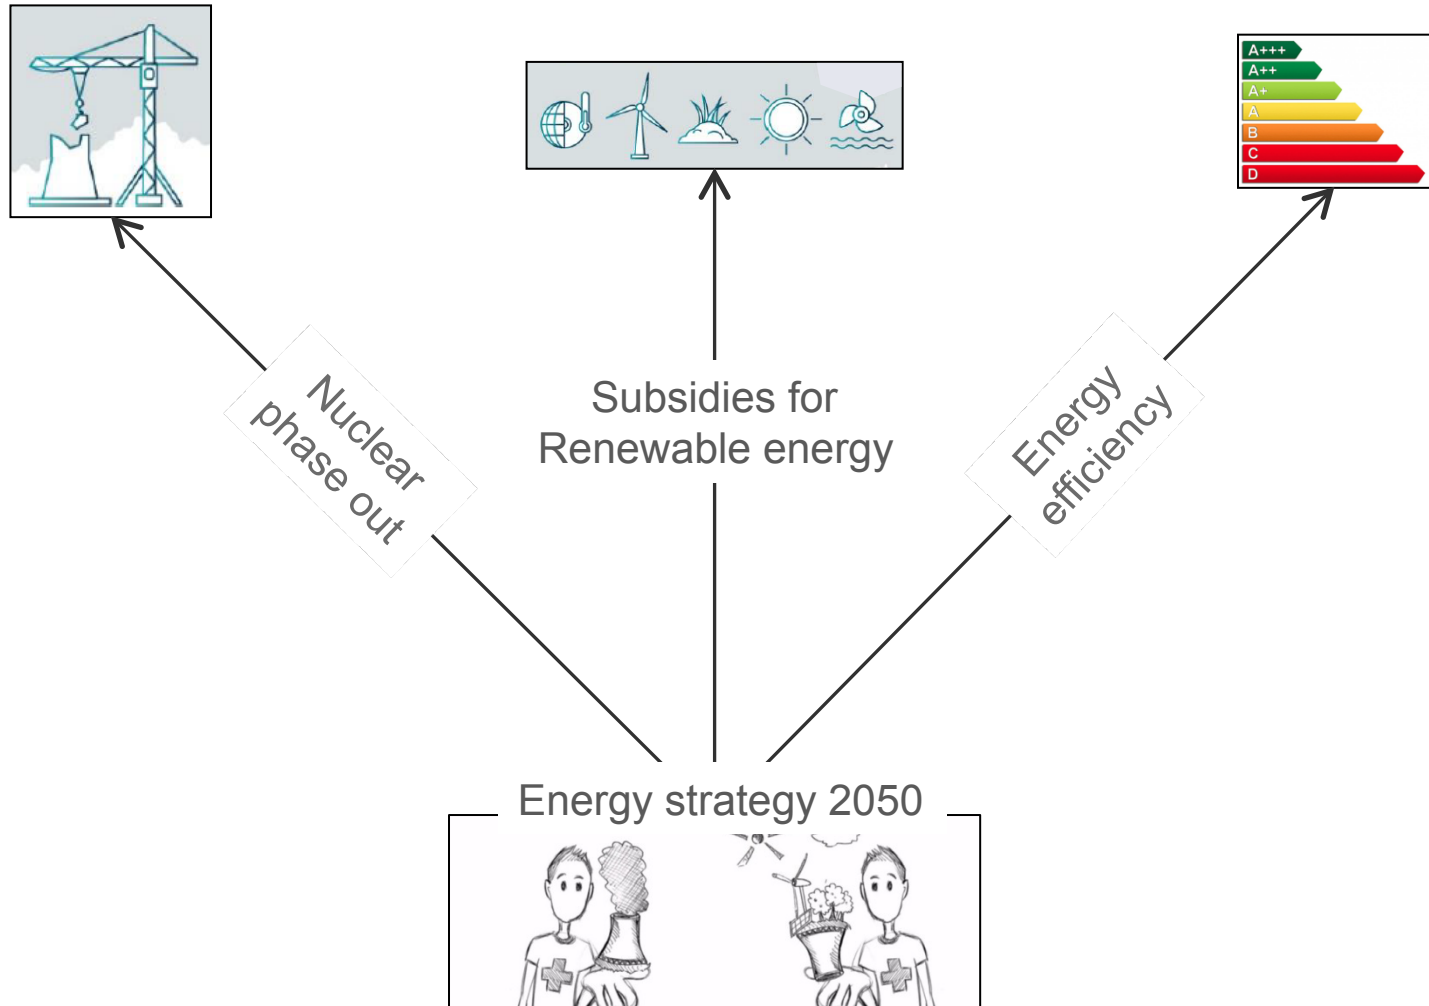 A+++
A++
A+
A
B
C
D
Nuclear
phase out
Subsidies for
Renewable energy
Energy
efficiency
Energy strategy 2050